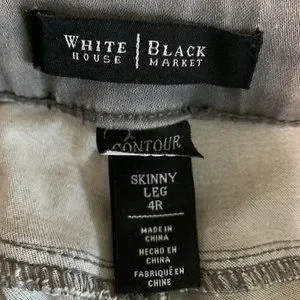 WHITE | BLACK
HOUSE | MARKET
CONTOUR
SKINNY
LEG
4R
MADE IN
CHINA
HECHO EN
CHINA
FABRIQUÉ EN
CHINE